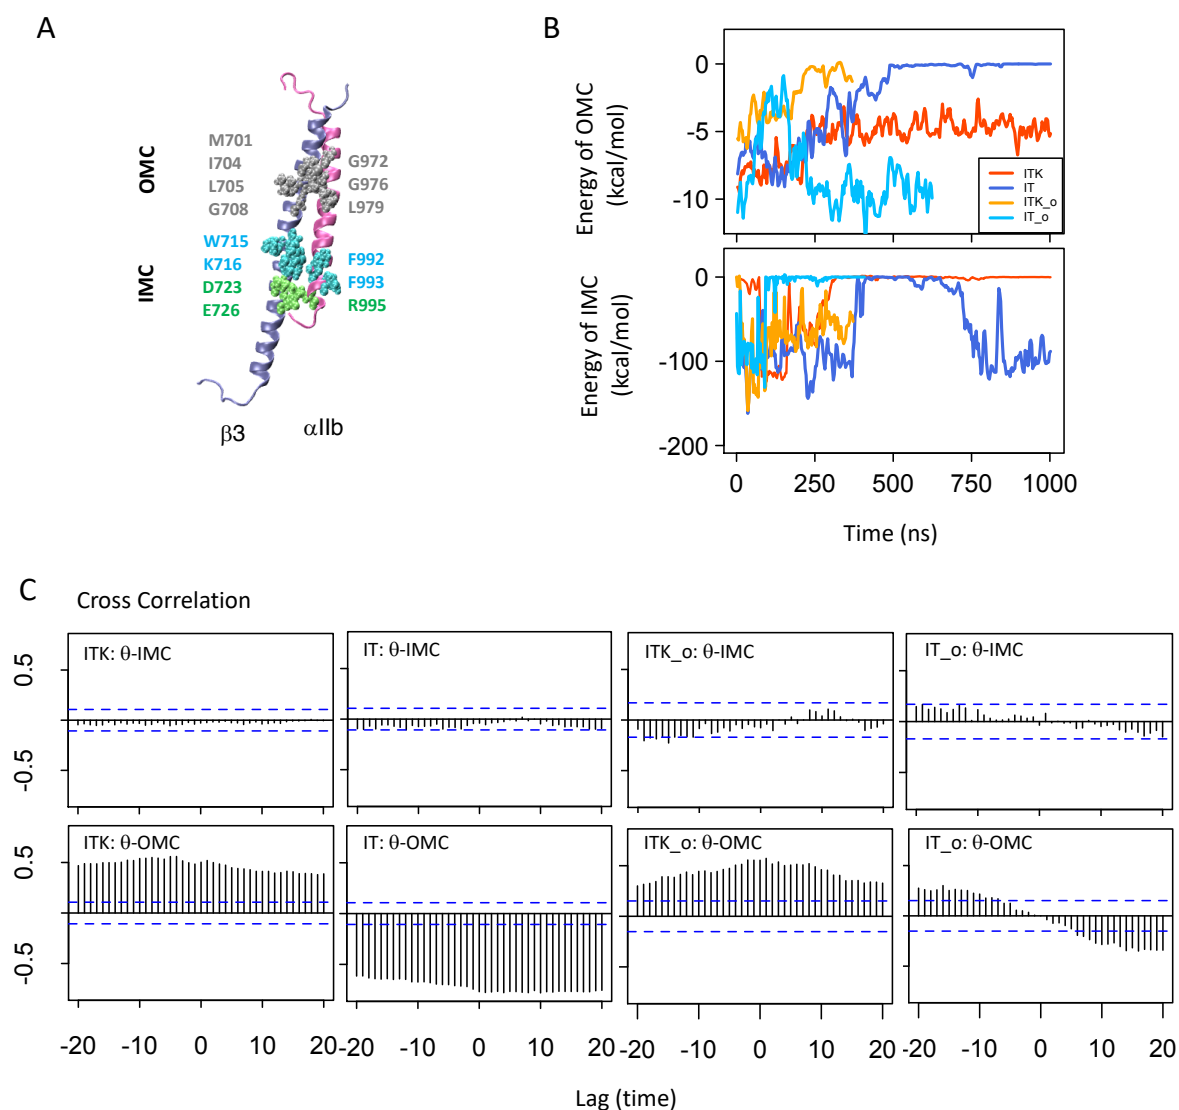 A
OMC
M701
I704
L705
G708
G972
G976
L979
IMC
W715
K716
D723
E726
F992
F993
R995
β3
αIIb
B
Energy of OMC
(kcal/mol)
0
-5
-10
ITK
IT
ITK_o
IT_o
Energy of IMC
(kcal/mol)
0
-100
-200
0 250 500 750 1000
Time (ns)
C
Cross Correlation
0.5
-0.5
ITK: θ-IMC
IT: θ-IMC
ITK_o: θ-IMC
IT_o: θ-IMC
0.5
-0.5
ITK: θ-OMC
IT: θ-OMC
ITK_o: θ-OMC
IT_o: θ-OMC
-20 -10 0 10 20 -10 0 10 20 -20 -10 0 10 20 -20 -10 0 10 20
Lag (time)